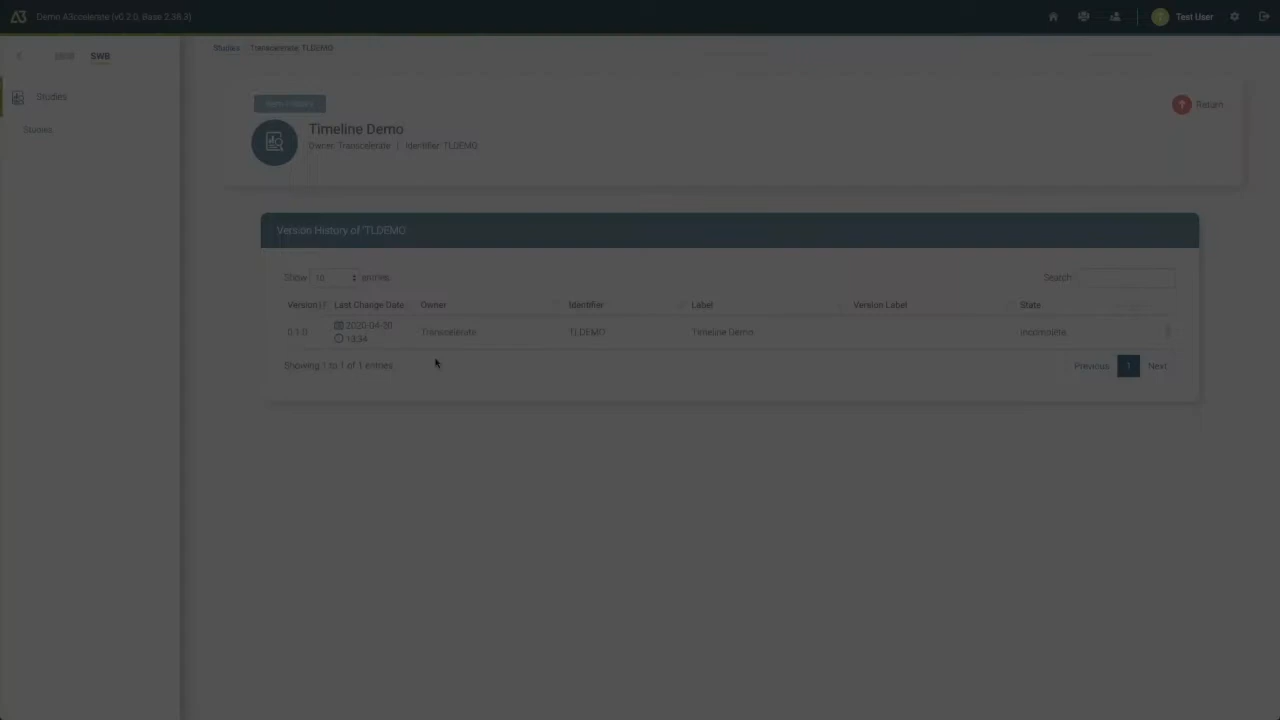 Demo A3ccelerate (v0.2.0, Base 2.38.3)
Test User
SWB
Studies
Studies
Studies Transcelerate, TLDEMO
Return
Timeline Demo
Owner: Transcelerate | Identifier: TLDEMO
Version History of 'TLDEMO'
Show 10 entries
Search:
Version Last Change Date Owner Identifier Label Version Label State
0.1.0 2020-04-20 13:34 Transcelerate TLDEMO Timeline Demo Incomplete
Showing 1 to 1 of 1 entries
Previous 1 Next